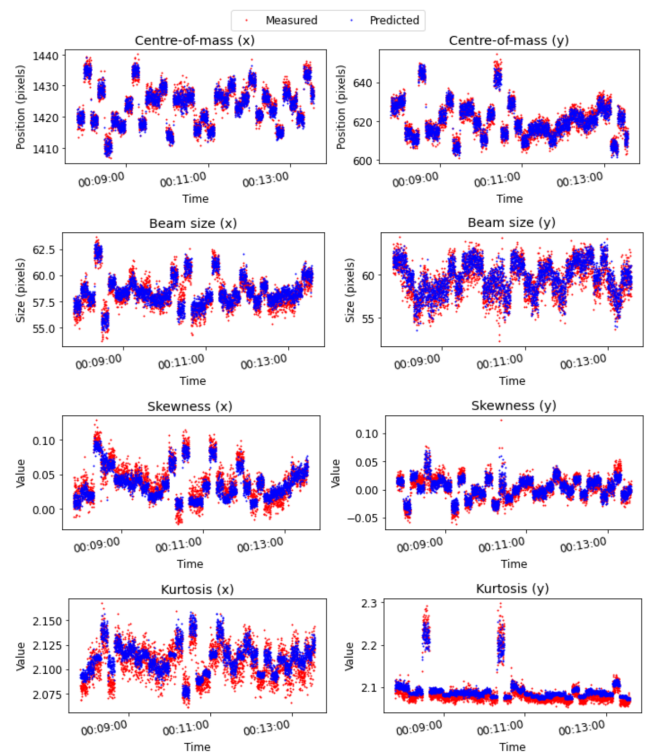 Measured Predicted
Centre-of-mass (x)
Position (pixels)
1440
1430
1420
1410
00:09:00 00:11:00 00:13:00
Time
Centre-of-mass (y)
Position (pixels)
640
620
600
00:09:00 00:11:00 00:13:00
Time
Beam size (x)
Size (pixels)
62.5
60.0
57.5
55.0
00:09:00 00:11:00 00:13:00
Time
Beam size (y)
Size (pixels)
60
55
00:09:00 00:11:00 00:13:00
Time
Skewness (x)
Value
0.10
0.05
0.00
00:09:00 00:11:00 00:13:00
Time
Skewness (y)
Value
0.10
0.05
0.00
−0.05
00:09:00 00:11:00 00:13:00
Time
Kurtosis (x)
Value
2.150
2.125
2.100
2.075
00:09:00 00:11:00 00:13:00
Time
Kurtosis (y)
Value
2.3
2.2
2.1
00:09:00 00:11:00 00:13:00
Time